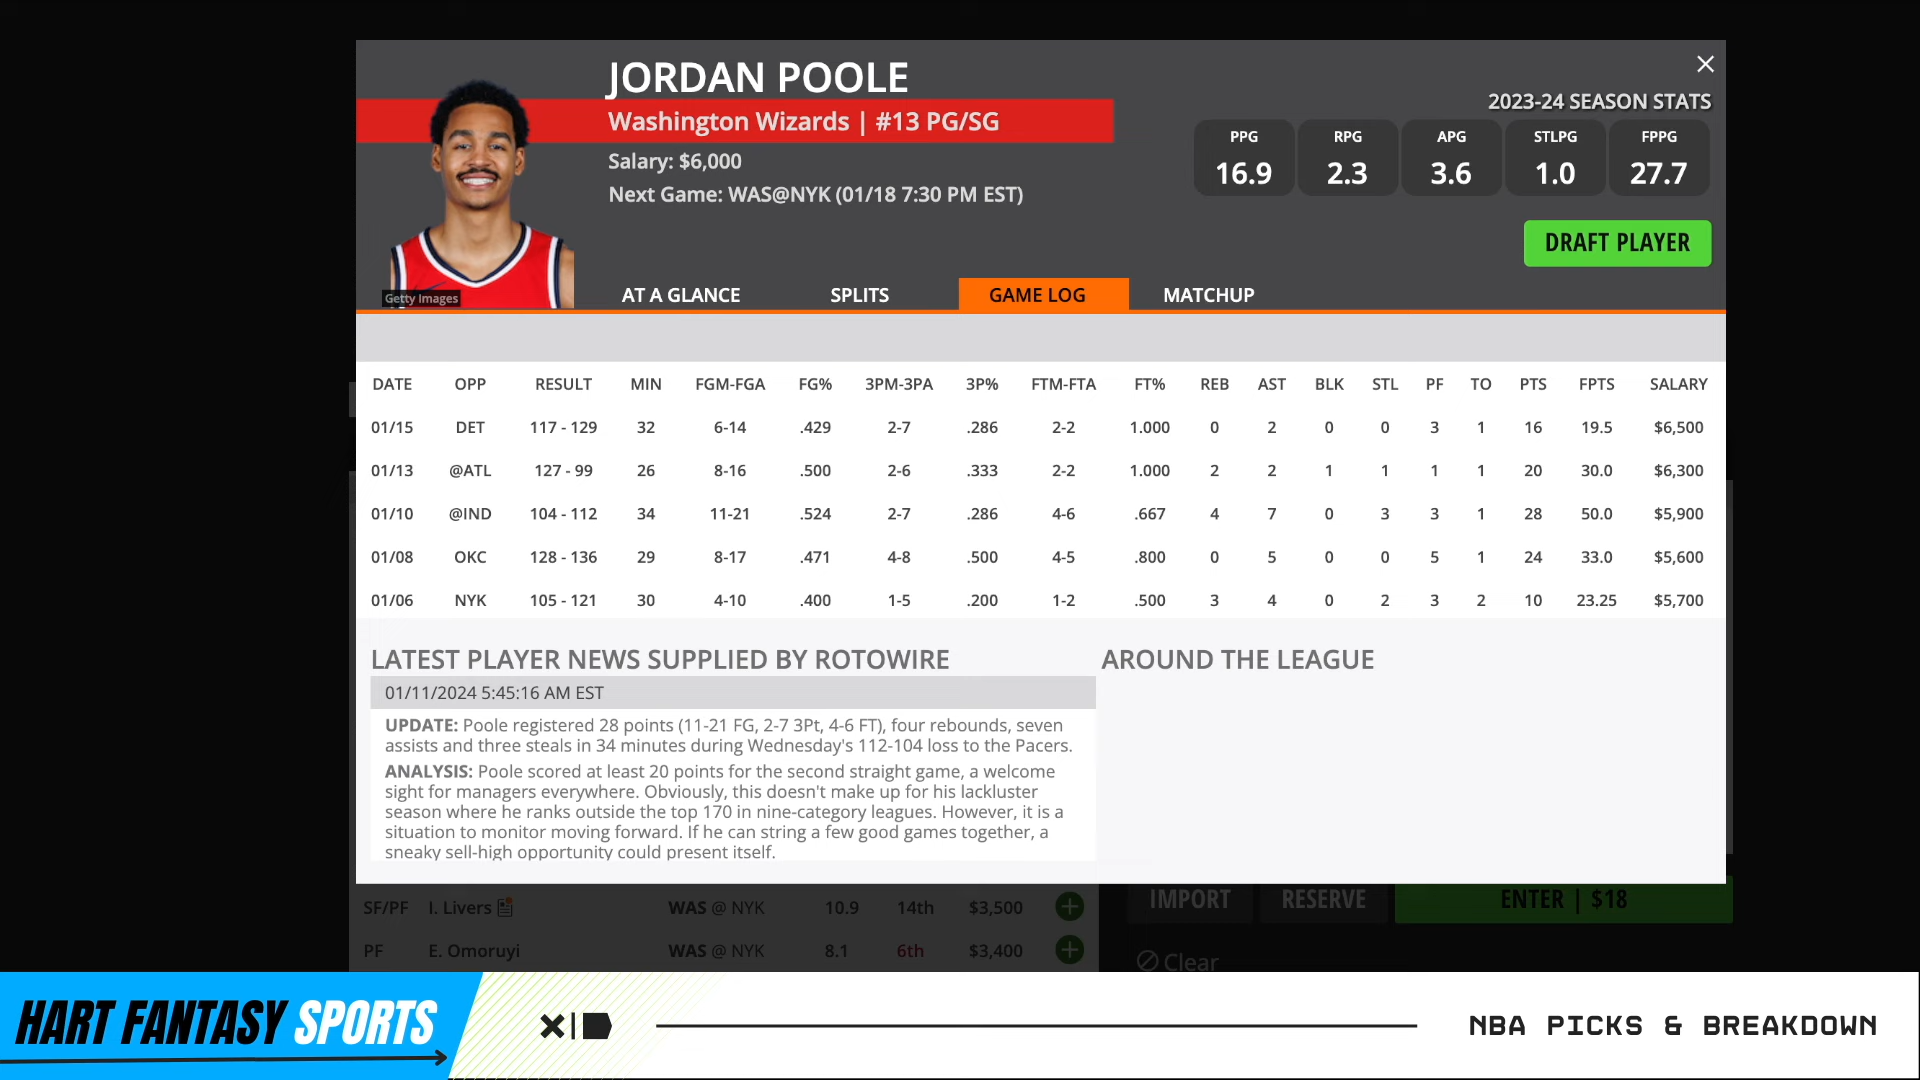 JORDAN POOLE
Washington Wizards | #13 PG/SG
Salary: $6,000
Next Game: WAS@NYK (01/18 7:30 PM EST)
Getty Images
2023-24 SEASON STATS
PPG RPG APG STLPG FPPG
16.9 2.3 3.6 1.0 27.7
DRAFT PLAYER
AT A GLANCE SPLITS GAME LOG MATCHUP
DATE OPP RESULT MIN FGM-FGA FG% 3PM-3PA 3P% FTM-FTA FT% REB AST BLK STL PF TO PTS FPTS SALARY
01/15 DET 117 - 129 32 6-14 .429 2-7 .286 2-2 1.000 0 2 0 0 3 1 16 19.5 $6,500
01/13 @ATL 127 - 99 26 8-16 .500 2-6 .333 2-2 1.000 2 2 1 1 1 1 20 30.0 $6,300
01/10 @IND 104 - 112 34 11-21 .524 2-7 .286 4-6 .667 4 7 0 3 3 1 28 50.0 $5,900
01/08 OKC 128 - 136 29 8-17 .471 4-8 .500 4-5 .800 0 5 0 0 5 1 24 33.0 $5,600
01/06 NYK 105 - 121 30 4-10 .400 1-5 .200 1-2 .500 3 4 0 2 3 2 10 23.25 $5,700
LATEST PLAYER NEWS SUPPLIED BY ROTOWIRE
01/11/2024 5:45:16 AM EST
UPDATE: Poole registered 28 points (11-21 FG, 2-7 3Pt, 4-6 FT), four rebounds, seven
assists and three steals in 34 minutes during Wednesday's 112-104 loss to the Pacers.
ANALYSIS: Poole scored at least 20 points for the second straight game, a welcome
sight for managers everywhere. Obviously, this doesn't make up for his lackluster
season where he ranks outside the top 170 in nine-category leagues. However, it is a
situation to monitor moving forward. If he can string a few good games together, a
sneaky sell-high opportunity could present itself.
AROUND THE LEAGUE
SF/PF I. Livers WAS @ NYK 10.9 14th $3,500
PF E. Omoruyi WAS @ NYK 8.1 6th $3,400
IMPORT RESERVE ENTER | $18
Clear
HART FANTASY SPORTS
NBA PICKS & BREAKDOWN